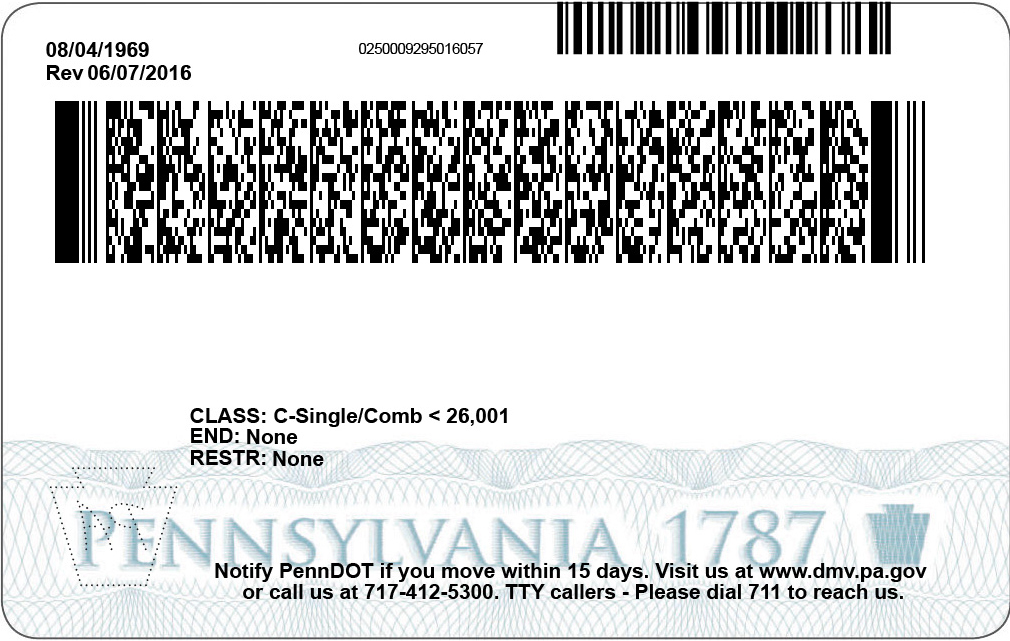 08/04/1969
Rev 06/07/2016
0250009295016057
CLASS: C-Single/Comb < 26,001
END: None
RESTR: None
PENNSYLVANIA 1787
Notify PennDOT if you move within 15 days. Visit us at www.dmv.pa.gov
or call us at 717-412-5300. TTY callers - Please dial 711 to reach us.